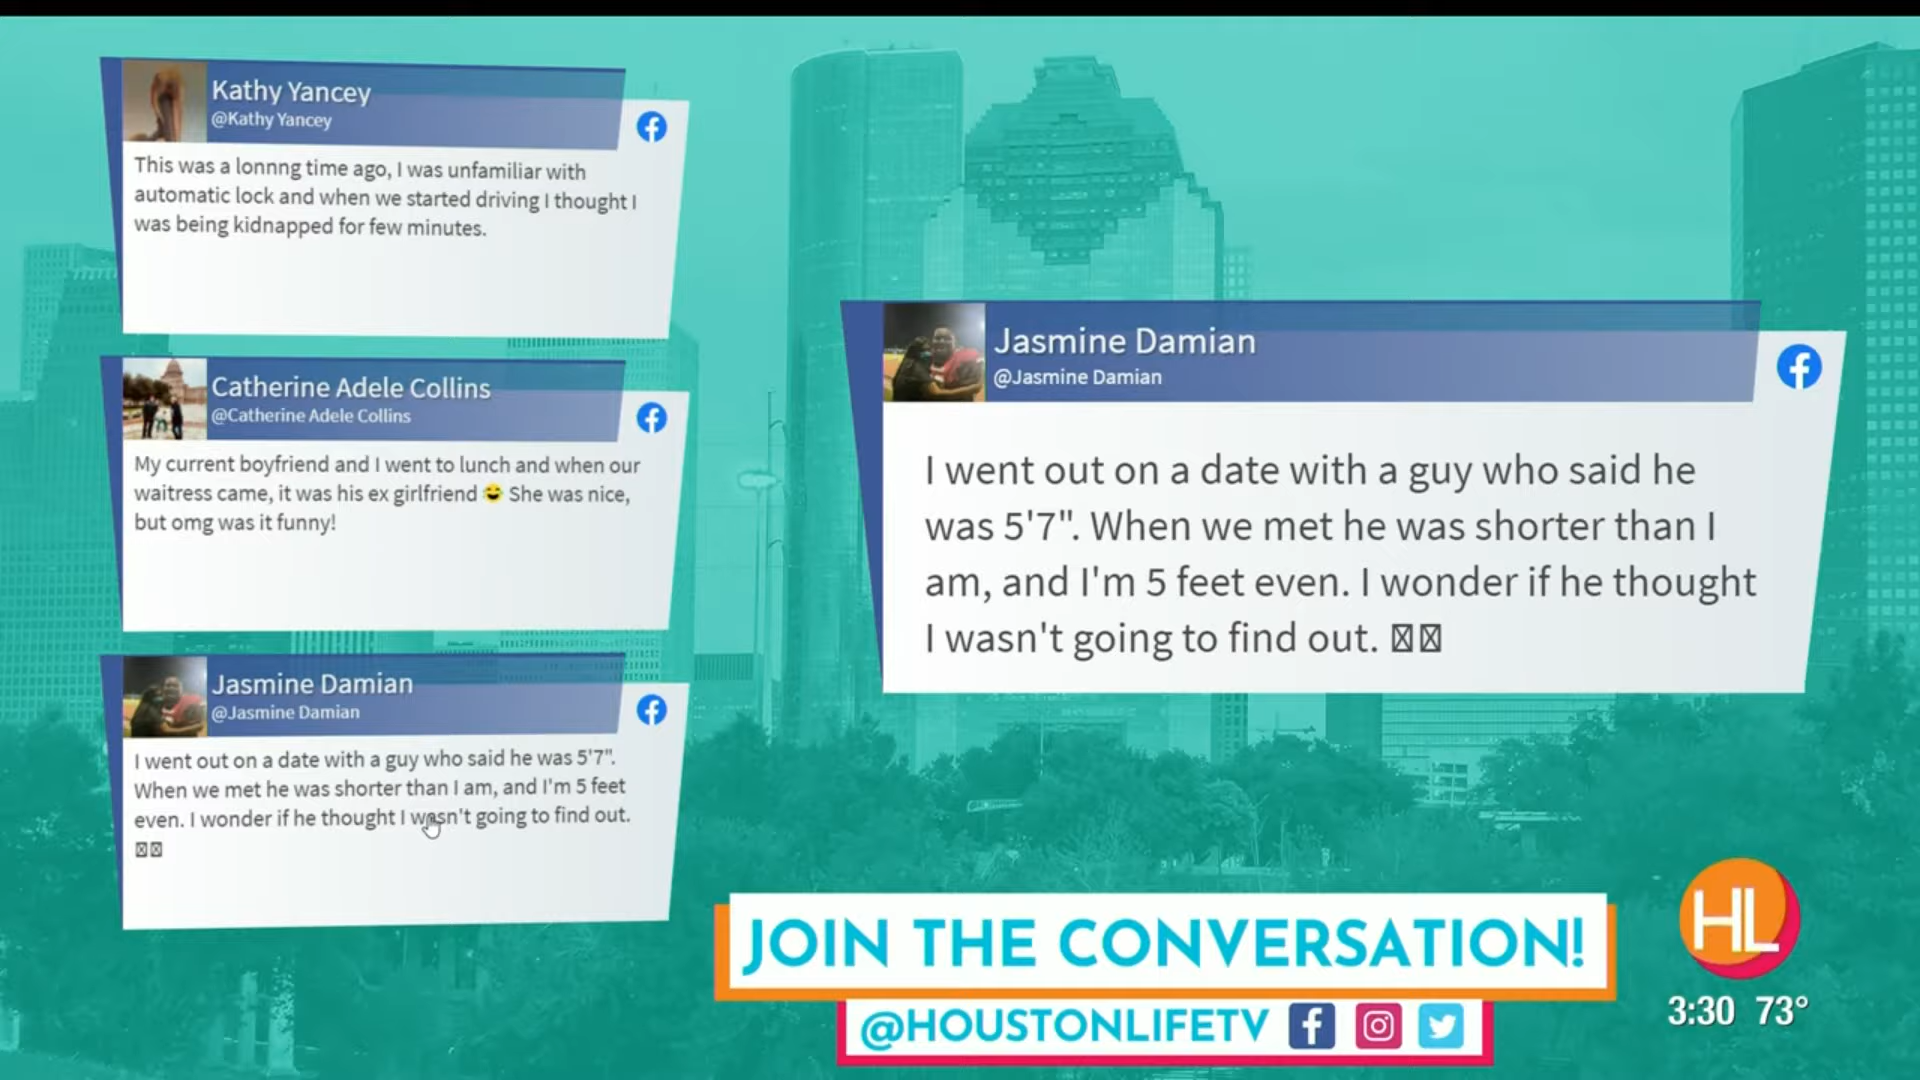 Kathy Yancey
@Kathy Yancey
This was a lonnng time ago, I was unfamiliar with
automatic lock and when we started driving I thought I
was being kidnapped for few minutes.
Catherine Adele Collins
@Catherine Adele Collins
My current boyfriend and I went to lunch and when our
waitress came, it was his ex girlfriend 😂 She was nice,
but omg was it funny!
Jasmine Damian
@Jasmine Damian
I went out on a date with a guy who said he was 5'7".
When we met he was shorter than I am, and I'm 5 feet
even. I wonder if he thought I wasn't going to find out.
Jasmine Damian
@Jasmine Damian
I went out on a date with a guy who said he
was 5'7". When we met he was shorter than I
am, and I'm 5 feet even. I wonder if he thought
I wasn't going to find out.
JOIN THE CONVERSATION!
@HOUSTONLIFETV
HL
3:30 73°